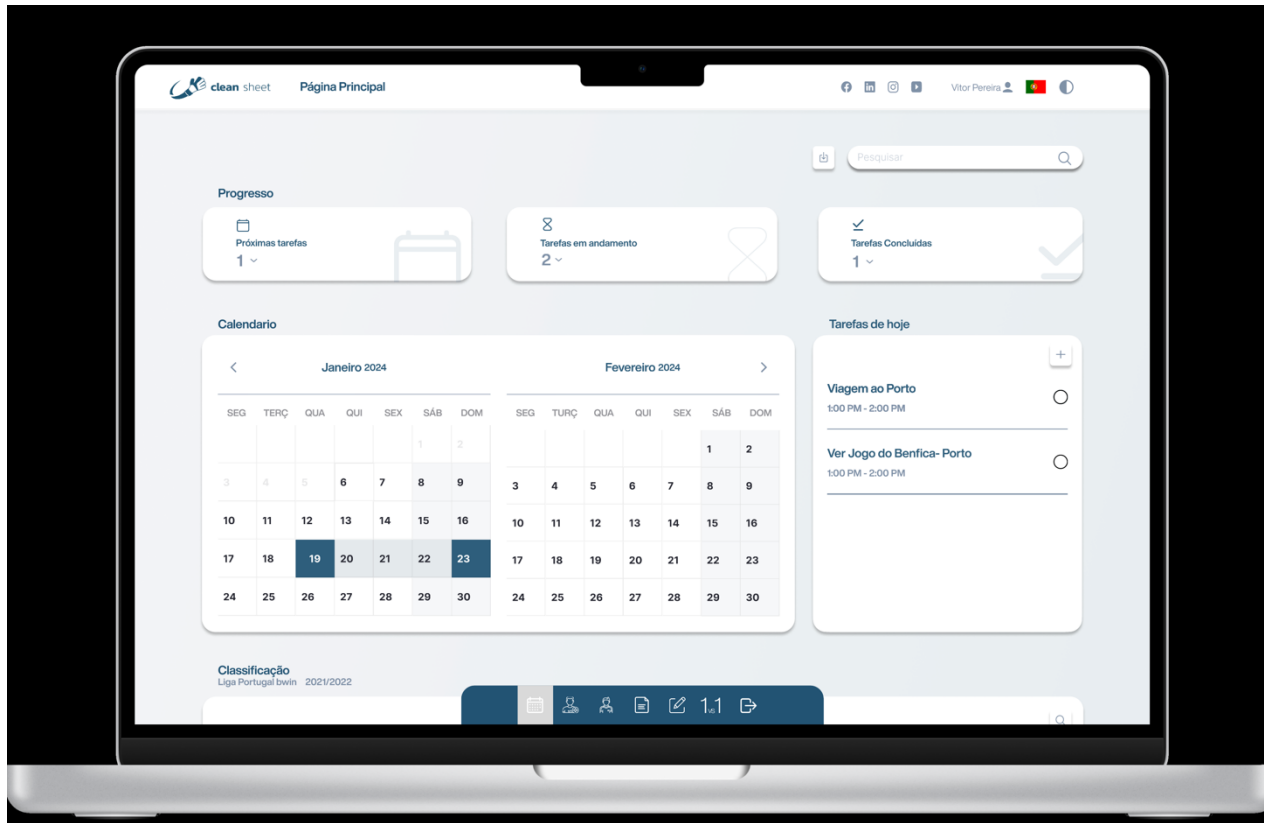 clean sheet Página Principal Vitor Pereira
Pesquisar
Progresso
Próximas tarefas
1
Tarefas em andamento
2
Tarefas Concluídas
1
Calendario
Janeiro 2024
SEG TERÇ QUA QUI SEX SÁB DOM
1 2
3 4 5 6 7 8 9
10 11 12 13 14 15 16
17 18 19 20 21 22 23
24 25 26 27 28 29 30
Fevereiro 2024
SEG TURÇ QUA QUI SEX SÁB DOM
1 2
3 4 5 6 7 8 9
10 11 12 13 14 15 16
17 18 19 20 21 22 23
24 25 26 27 28 29 30
Tarefas de hoje
Viagem ao Porto
1:00 PM - 2:00 PM
Ver Jogo do Benfica- Porto
1:00 PM - 2:00 PM
Classificação
Liga Portugal bwin 2021/2022
1vs1